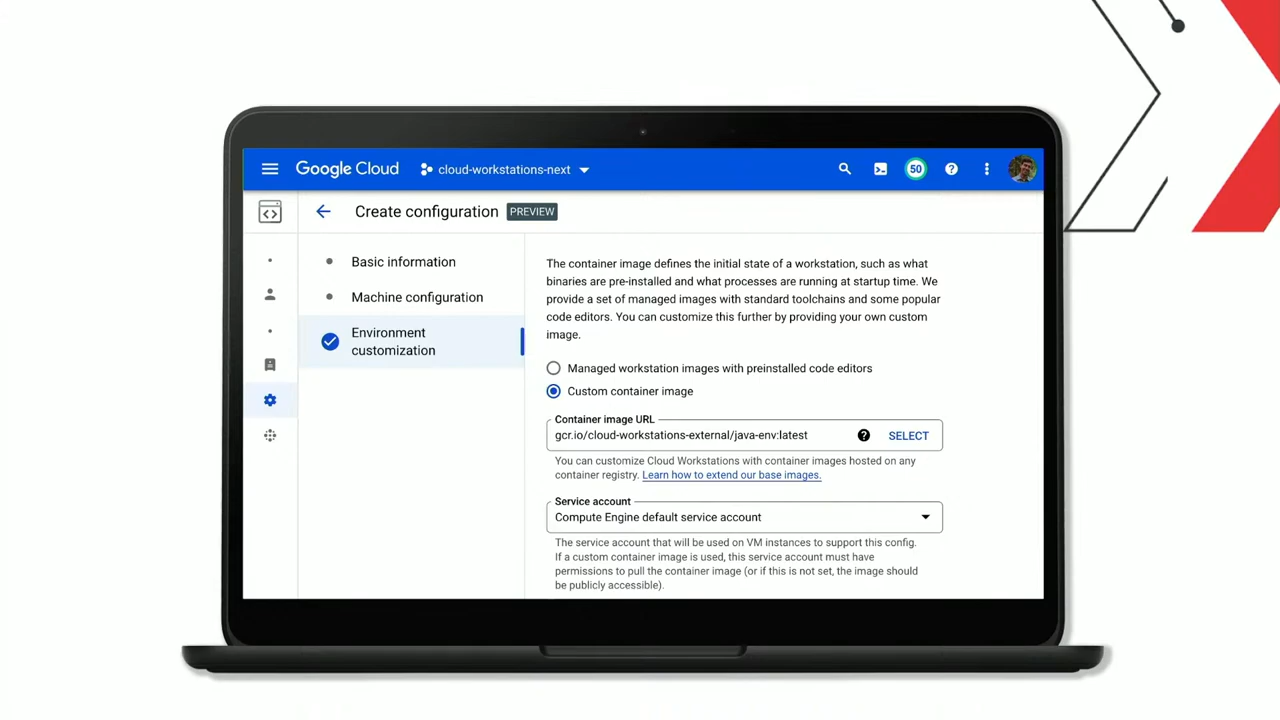 Google Cloud
cloud-workstations-next
50
Create configuration PREVIEW
Basic information
Machine configuration
Environment
customization
The container image defines the initial state of a workstation, such as what
binaries are pre-installed and what processes are running at startup time. We
provide a set of managed images with standard toolchains and some popular
code editors. You can customize this further by providing your own custom
image.
Managed workstation images with preinstalled code editors
Custom container image
Container image URL
gcr.io/cloud-workstations-external/java-env:latest
SELECT
You can customize Cloud Workstations with container images hosted on any
container registry. Learn how to extend our base images.
Service account
Compute Engine default service account
The service account that will be used on VM instances to support this config.
If a custom container image is used, this service account must have
permissions to pull the container image (or if this is not set, the image should
be publicly accessible).